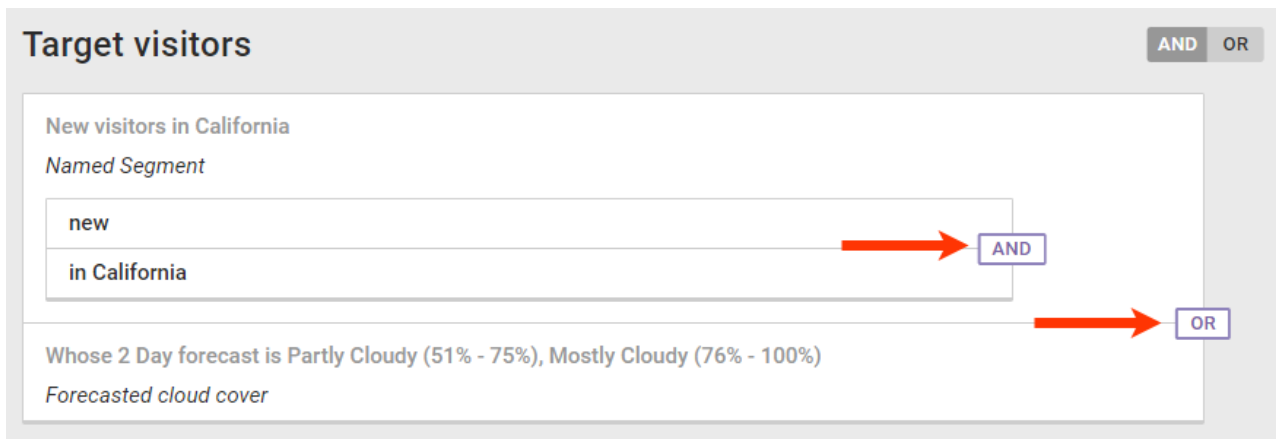 Target visitors
AND OR
New visitors in California
Named Segment
new
AND
in California
OR
Whose 2 Day forecast is Partly Cloudy (51% - 75%), Mostly Cloudy (76% - 100%)
Forecasted cloud cover